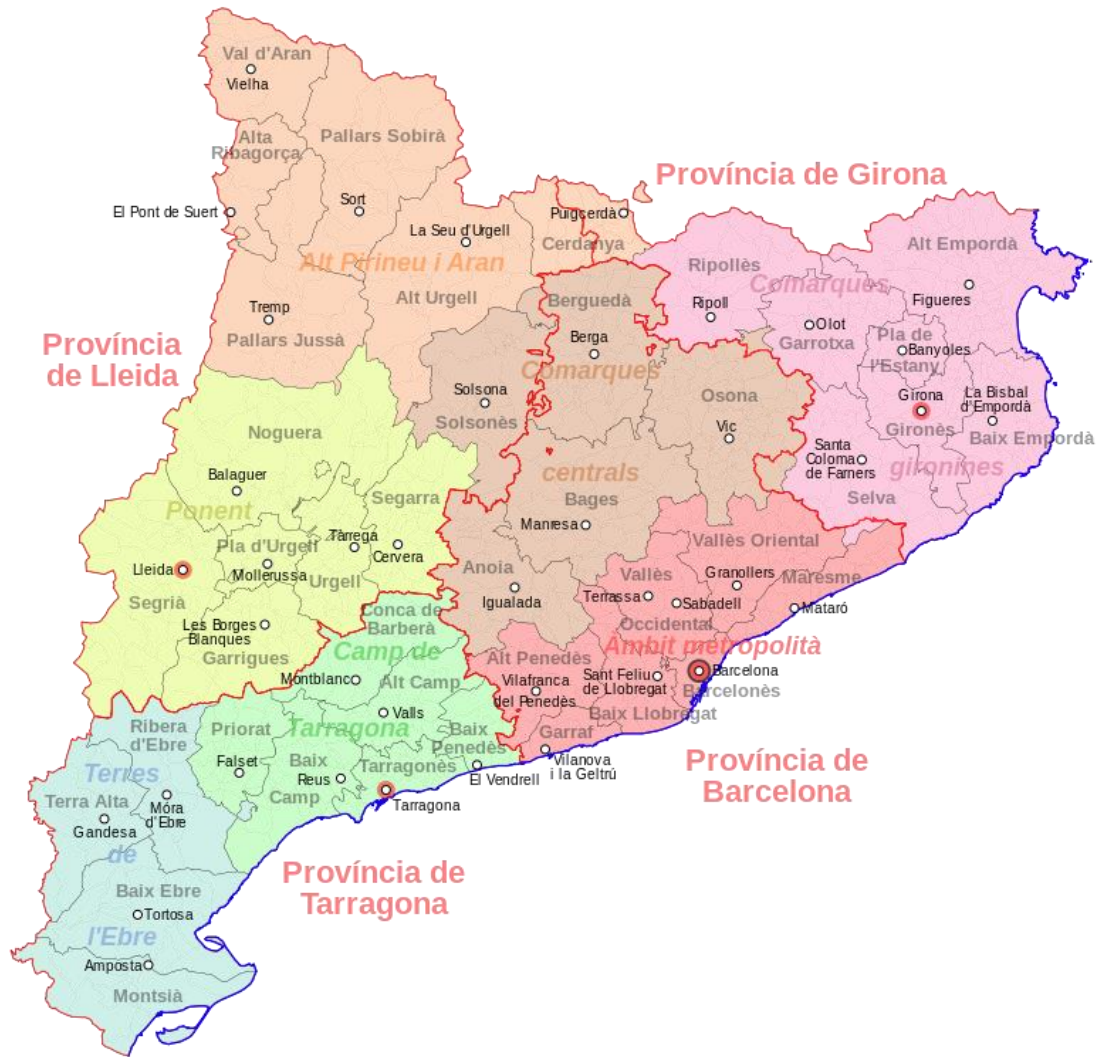 Val d'Aran
Vielha
Alta
Ribagorça
Pallars Sobirà
Província de Girona
El Pont de Suert
Sort
Puigcerdà
La Seu d'Urgell
Cerdanya
Alt Empordà
Alt Pirineu i Aran
Ripollès
Comarques
Figueres
Alt Urgell
Berguedà
Ripoll
Tremp
Pallars Jussà
Berga
Olot
Garrotxa
Pla de
l'Estany
Banyoles
Província
de Lleida
Comarques
Solsona
Solsonès
Osona
Girona
Gironès
La Bisbal
d'Empordà
Baix Empordà
Noguera
Vic
Santa
Coloma
de Farners
gironines
Selva
Balaguer
Ponent
Segarra
centrals
Bages
Manresa
Pla d'Urgell
Mollerussa
Tàrrega
Urgell
Cervera
Vallès Oriental
Granollers
Lleida
Segrià
Anoia
Igualada
Vallès
Occidental
Terrassa
Sabadell
Maresme
Mataró
Les Borges
Blanques
Garrigues
Conca de
Barberà
Camp de
Tarragona
Montblanc
Alt Camp
Alt Penedès
Vilafranca
del Penedès
Àmbit metropolità
Sant Feliu
de Llobregat
Barcelona
Barcelonès
Baix Llobregat
Valls
Ribera
d'Ebre
Priorat
Falset
Baix
Camp
Reus
Tarragonès
Tarragona
Baix
Penedès
El Vendrell
Garraf
Vilanova
i la Geltrú
Província de
Barcelona
Terres
de
l'Ebre
Terra Alta
Gandesa
Móra
d'Ebre
Província de
Tarragona
Baix Ebre
Tortosa
Amposta
Montsià